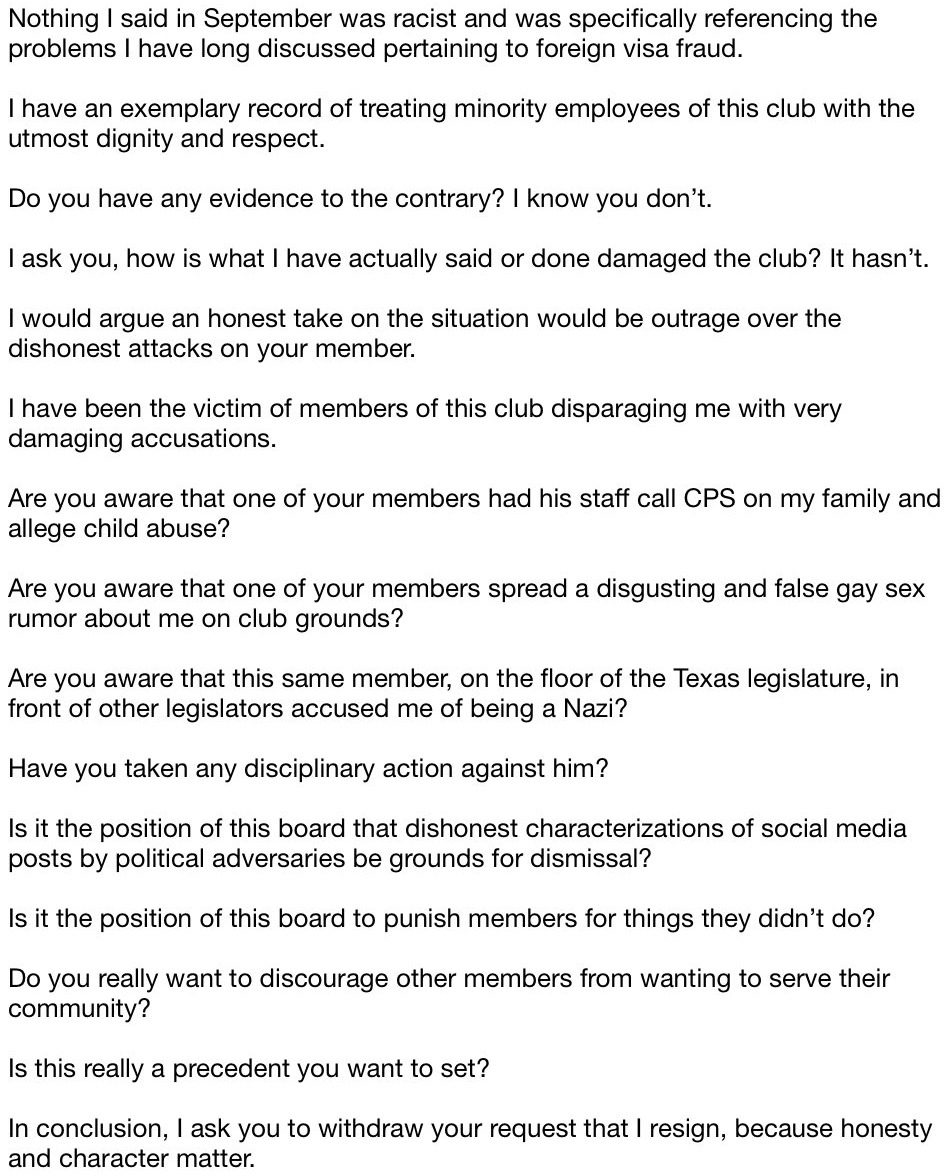 Nothing I said in September was racist and was specifically referencing the
problems I have long discussed pertaining to foreign visa fraud.
I have an exemplary record of treating minority employees of this club with the
utmost dignity and respect.
Do you have any evidence to the contrary? I know you don’t.
I ask you, how is what I have actually said or done damaged the club? It hasn’t.
I would argue an honest take on the situation would be outrage over the
dishonest attacks on your member.
I have been the victim of members of this club disparaging me with very
damaging accusations.
Are you aware that one of your members had his staff call CPS on my family and
allege child abuse?
Are you aware that one of your members spread a disgusting and false gay sex
rumor about me on club grounds?
Are you aware that this same member, on the floor of the Texas legislature, in
front of other legislators accused me of being a Nazi?
Have you taken any disciplinary action against him?
Is it the position of this board that dishonest characterizations of social media
posts by political adversaries be grounds for dismissal?
Is it the position of this board to punish members for things they didn’t do?
Do you really want to discourage other members from wanting to serve their
community?
Is this really a precedent you want to set?
In conclusion, I ask you to withdraw your request that I resign, because honesty
and character matter.